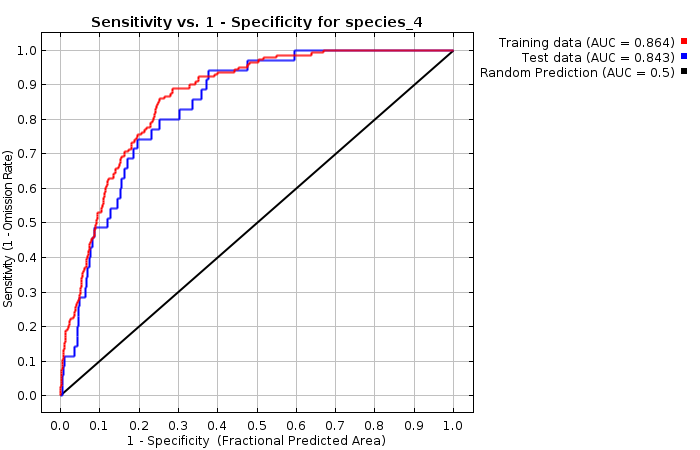 Sensitivity vs. 1 - Specificity for species_4
Training data (AUC = 0.864)
Test data (AUC = 0.843)
Random Prediction (AUC = 0.5)
Sensitivity (1 - Omission Rate)
1.0
0.9
0.8
0.7
0.6
0.5
0.4
0.3
0.2
0.1
0.0
0.0 0.1 0.2 0.3 0.4 0.5 0.6 0.7 0.8 0.9 1.0
1 - Specificity (Fractional Predicted Area)